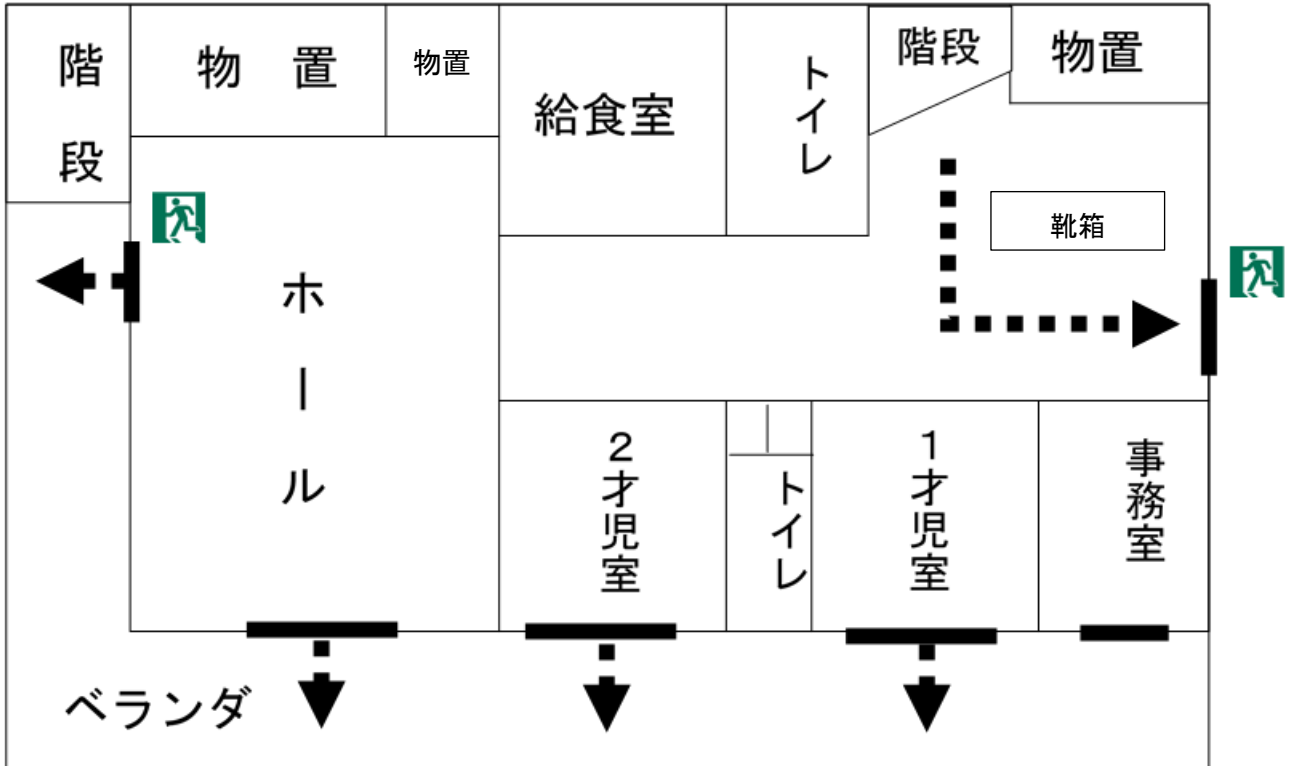 階段
物置
物置
給食室
トイレ
階段
物置
靴箱
ホール
2才児室
トイレ
1才児室
事務室
ベランダ